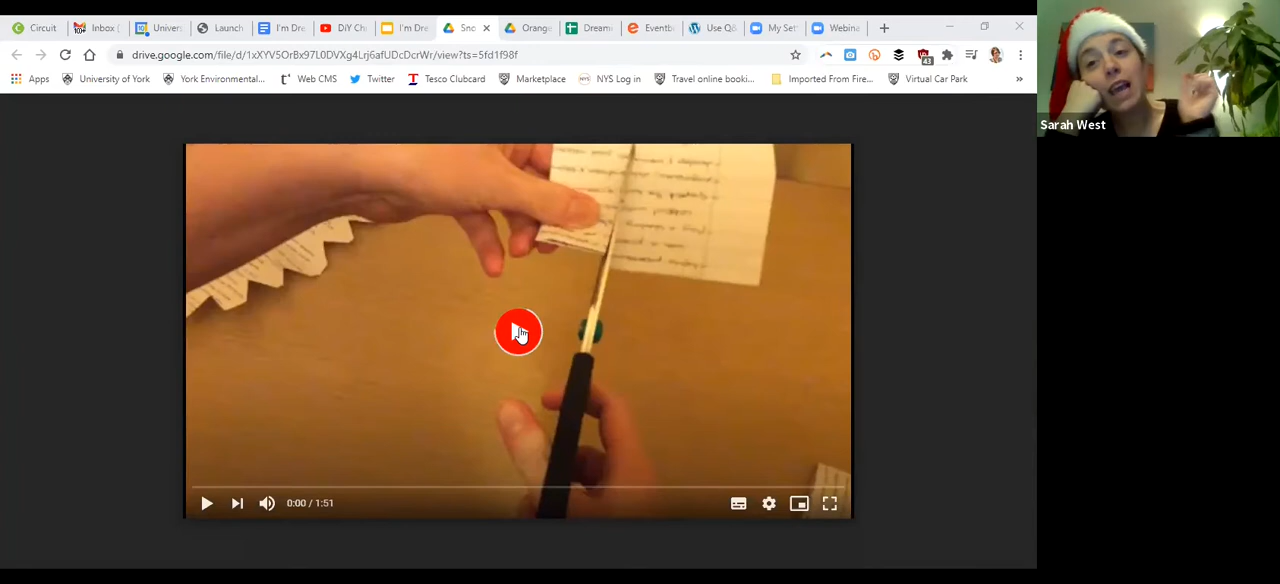 Circuit
Inbox (
Univers
Launch
I'm Dre
DiY Ch
I'm Dre
Sno
Orange
Dream
Eventb
Use Q&
My Set
Webina
drive.google.com/file/d/1xXYV5OrBx97L0DVXg4Lrj6afUDcDcrWr/view?ts=5fd1f98f
43
Apps
University of York
York Environmental...
Web CMS
Twitter
Tesco Clubcard
Marketplace
NYS Log in
Travel online booki...
Imported From Fire...
Virtual Car Park
»
Sarah West
0:00 / 1:51